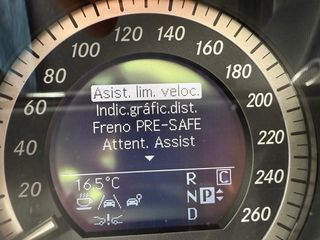 20
40
60
80
100
120
140
160
180
200
220
240
260
Asist. lim. veloc.
Indic.gráfic.dist.
Freno PRE-SAFE
Attent. Assist
16,5°C
R C
N P
D